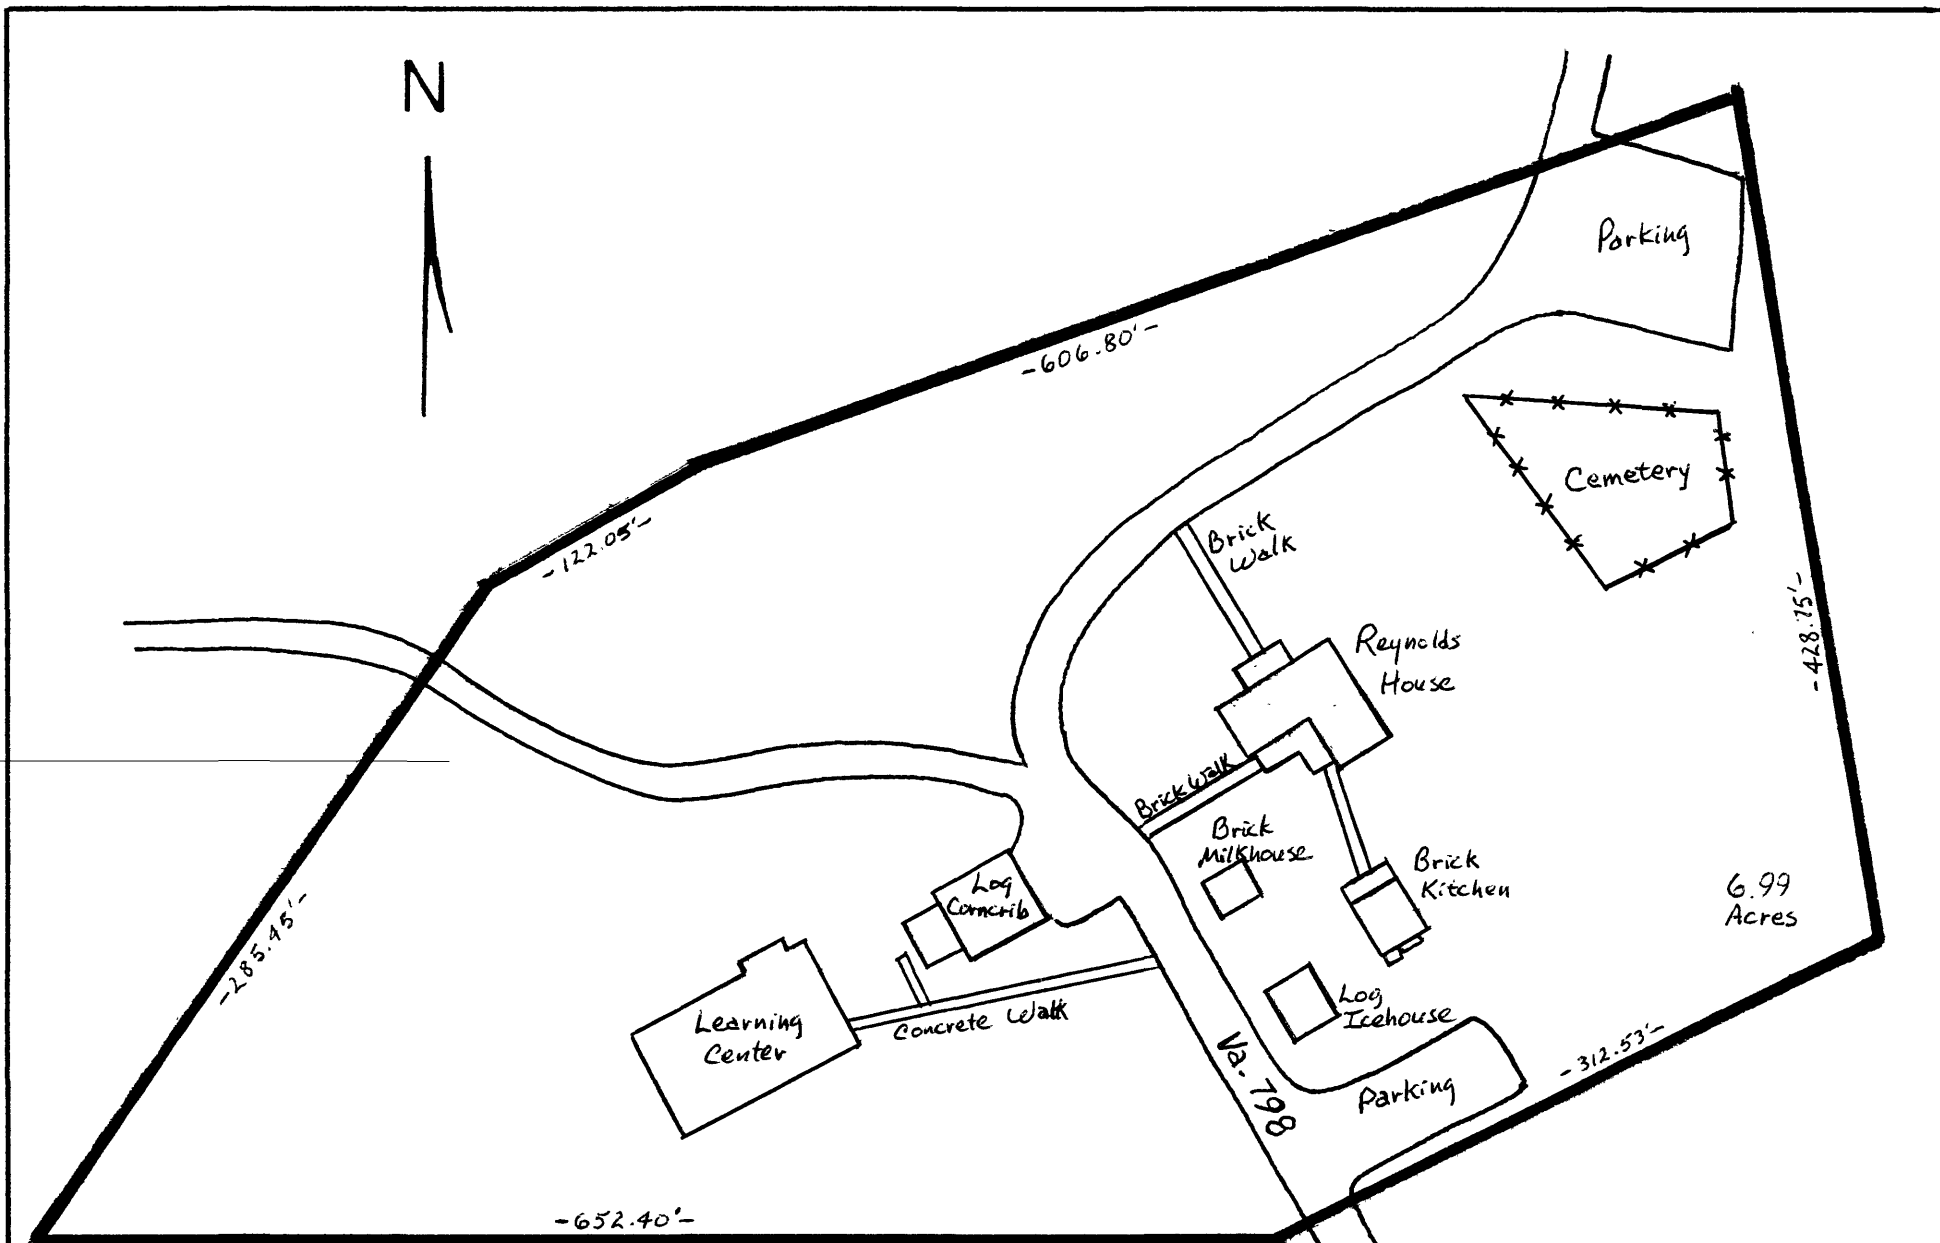 N
Parking
-606.80'-
Cemetery
-122.05'-
Brick
Walk
-428.75'-
Reynolds
House
Brick Walk
Brick
Milkhouse
Brick
Kitchen
Log
Corncrib
6.99
Acres
-285.45'-
Learning
Center
Concrete Walk
Log
Icehouse
Va. 798
Parking
-312.53'-
-652.40'-